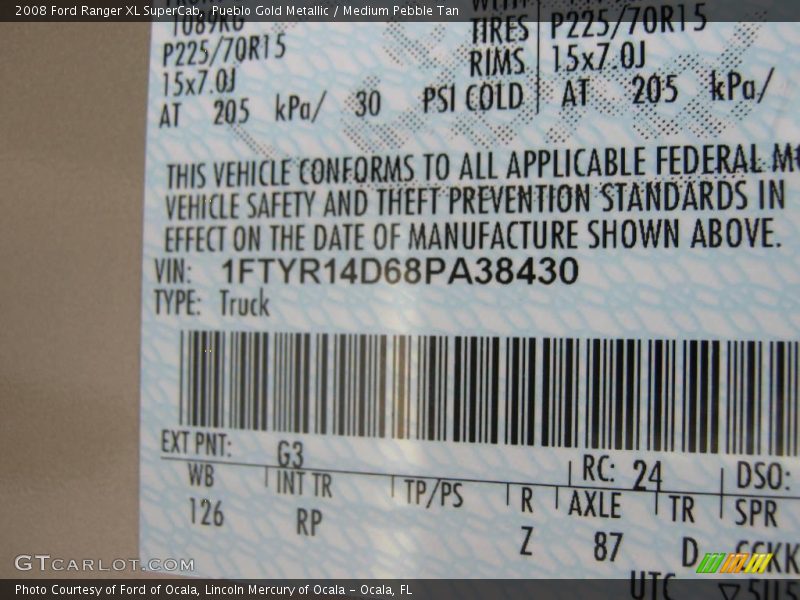 2008 Ford Ranger XL SuperCab, Pueblo Gold Metallic / Medium Pebble Tan
1089KG
TIRES P225/70R15
P225/70R15
RIMS 15x7.0J
15x7.0J
AT 205 kPa/ 30 PSI COLD AT 205 kPa/
THIS VEHICLE CONFORMS TO ALL APPLICABLE FEDERAL
VEHICLE SAFETY AND THEFT PREVENTION STANDARDS IN
EFFECT ON THE DATE OF MANUFACTURE SHOWN ABOVE.
VIN: 1FTYR14D68PA38430
TYPE: Truck
EXT PNT: G3 RC: 24 DSO:
WB INT TR TP/PS R AXLE TR SPR
126 RP Z 87 D
UTC
GTCARLOT.COM
Photo Courtesy of Ford of Ocala, Lincoln Mercury of Ocala - Ocala, FL